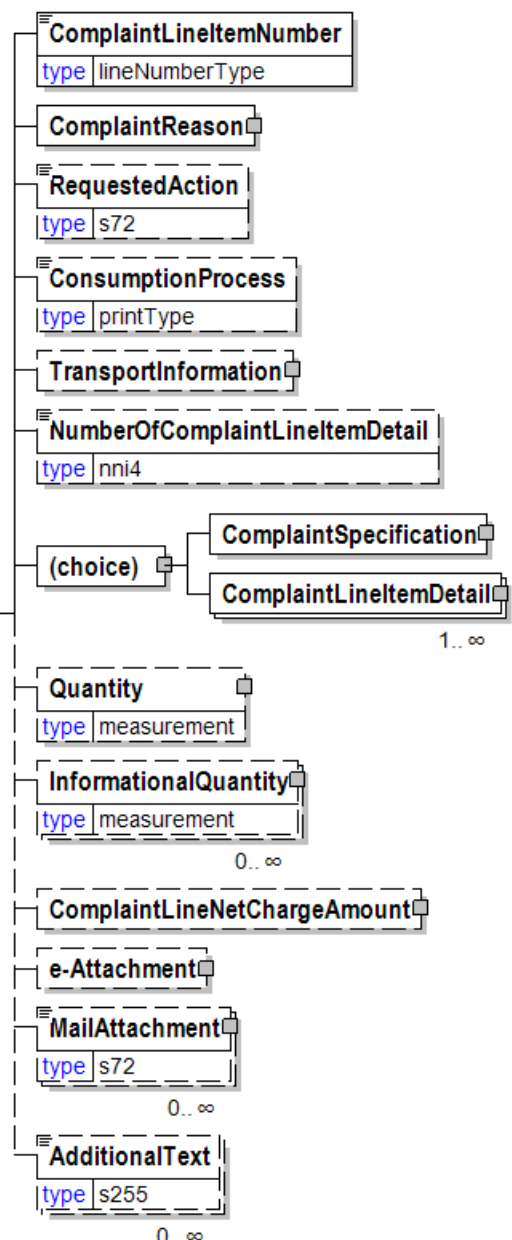 ComplaintLineItemNumber
type lineNumberType
ComplaintReason
RequestedAction
type s72
ConsumptionProcess
type printType
TransportInformation
NumberOfComplaintLineItemDetail
type nni4
(choice)
ComplaintSpecification
ComplaintLineItemDetail
1.. ∞
Quantity
type measurement
InformationalQuantity
type measurement
0.. ∞
ComplaintLineNetChargeAmount
e-Attachment
MailAttachment
type s72
0.. ∞
AdditionalText
type s255
0.. ∞